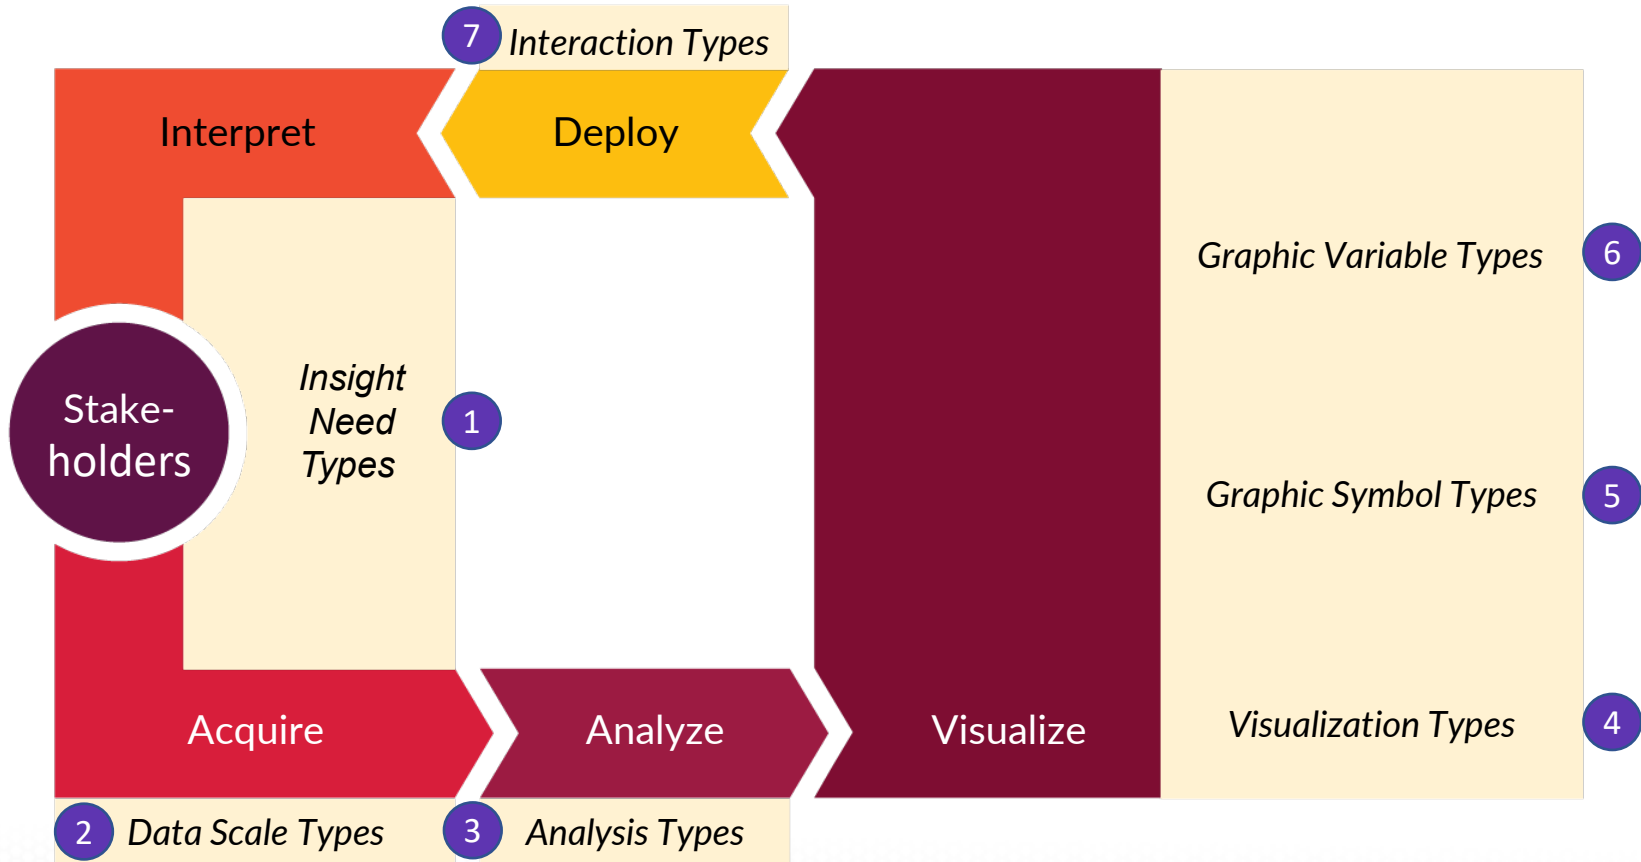 7 Interaction Types
Interpret
Deploy
Graphic Variable Types 6
Stake-
holders
Insight
Need
Types
1
Graphic Symbol Types 5
Acquire
Analyze
Visualize
Visualization Types 4
2 Data Scale Types
3 Analysis Types